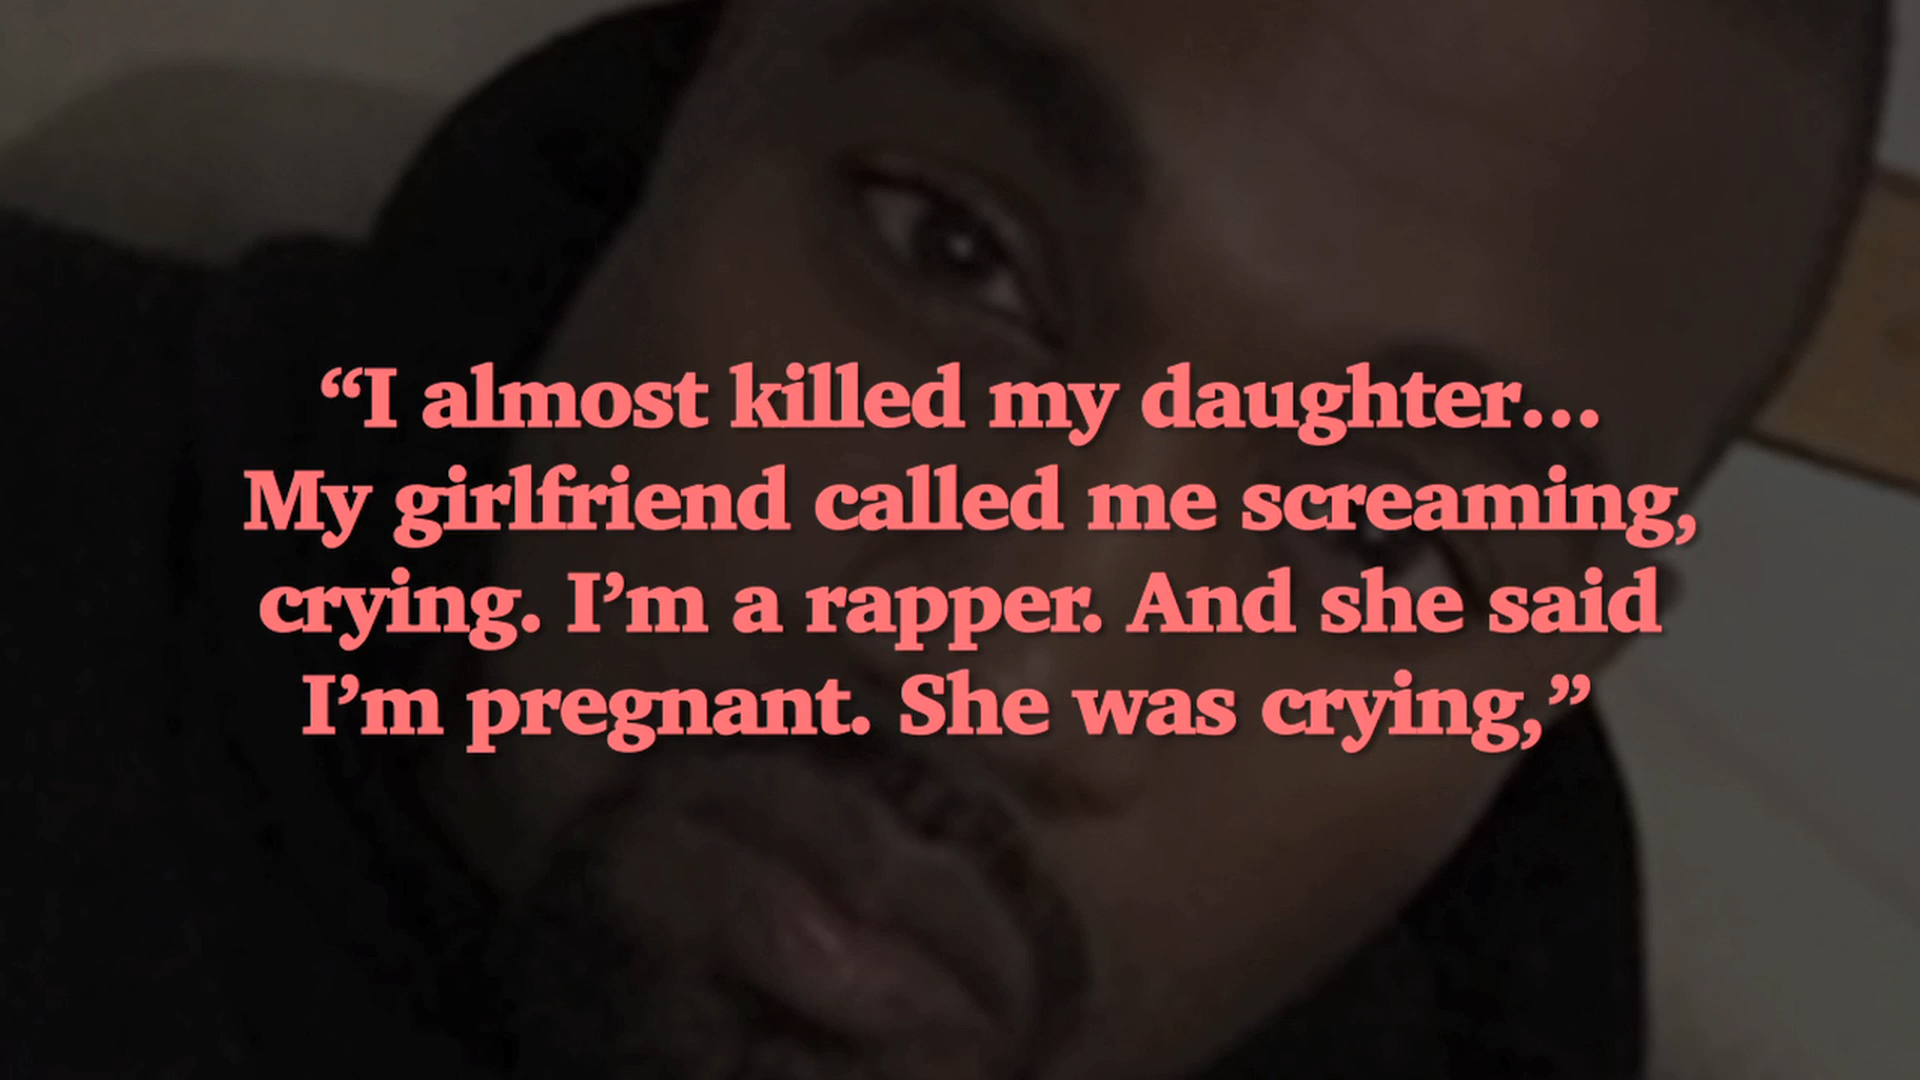 “I almost killed my daughter...
My girlfriend called me screaming,
crying. I’m a rapper. And she said
I’m pregnant. She was crying,”